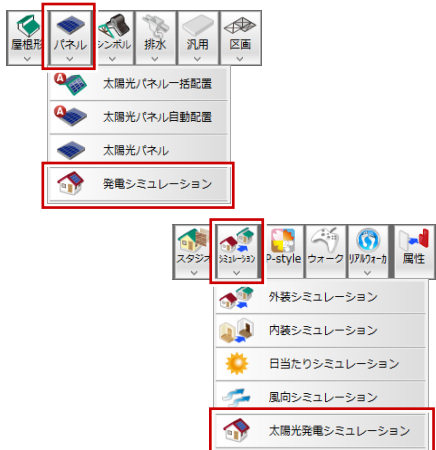 屋根形 パネル シンボル 排水 汎用 区画
太陽光パネル一括配置
太陽光パネル自動配置
太陽光パネル
発電シミュレーション
スタジオ シミュレーション P-style ウォーク リアルウォーカ 属性
外装シミュレーション
内装シミュレーション
日当たりシミュレーション
風向シミュレーション
太陽光発電シミュレーション